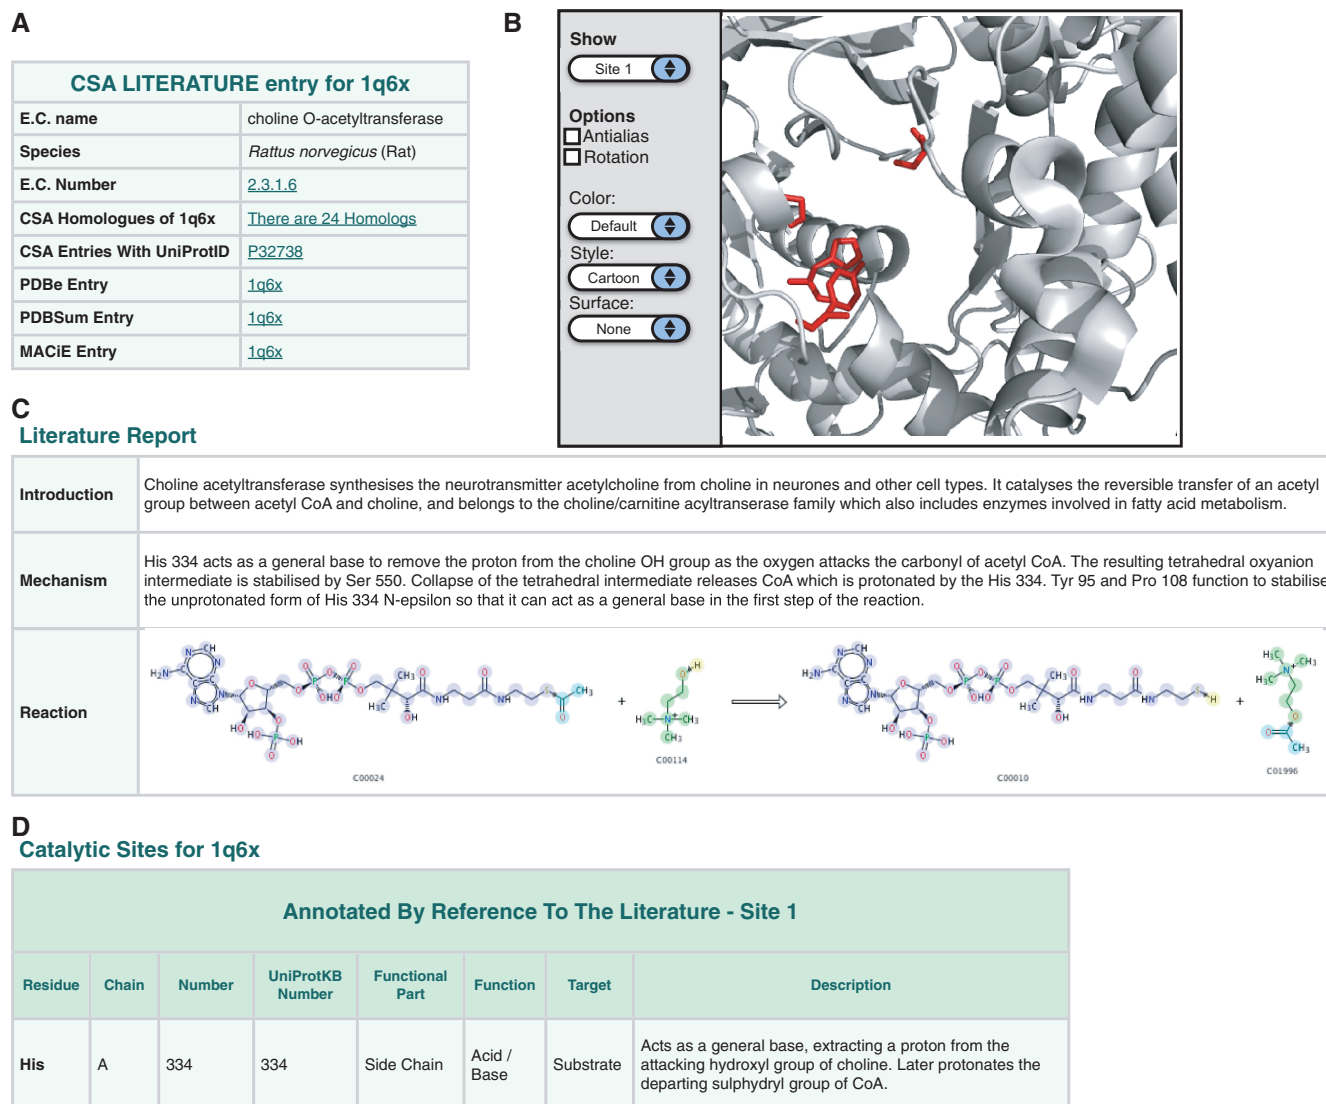 A
CSA LITERATURE entry for 1q6x
E.C. name choline O-acetyltransferase
Species Rattus norvegicus (Rat)
E.C. Number 2.3.1.6
CSA Homologues of 1q6x There are 24 Homologs
CSA Entries With UniProtID P32738
PDBe Entry 1q6x
PDBSum Entry 1q6x
MACiE Entry 1q6x
B
Show
Site 1
Options
Antialias
Rotation
Color:
Default
Style:
Cartoon
Surface:
None
C
Literature Report
Introduction
Choline acetyltransferase synthesises the neurotransmitter acetylcholine from choline in neurones and other cell types. It catalyses the reversible transfer of an acetyl
group between acetyl CoA and choline, and belongs to the choline/carnitine acyltranserase family which also includes enzymes involved in fatty acid metabolism.
Mechanism
His 334 acts as a general base to remove the proton from the choline OH group as the oxygen attacks the carbonyl of acetyl CoA. The resulting tetrahedral oxyanion
intermediate is stabilised by Ser 550. Collapse of the tetrahedral intermediate releases CoA which is protonated by the His 334. Tyr 95 and Pro 108 function to stabilise
the unprotonated form of His 334 N-epsilon so that it can act as a general base in the first step of the reaction.
Reaction
C00024
+
C00114
C00010
+
C01996
D
Catalytic Sites for 1q6x
Annotated By Reference To The Literature - Site 1
Residue Chain Number UniProtKB Number Functional Part Function Target Description
His A 334 334 Side Chain Acid / Base Substrate
Acts as a general base, extracting a proton from the
attacking hydroxyl group of choline. Later protonates the
departing sulphydryl group of CoA.